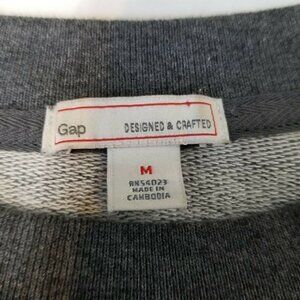 Gap DESIGNED & CRAFTED
M
RN54023
MADE IN
CAMBODIA